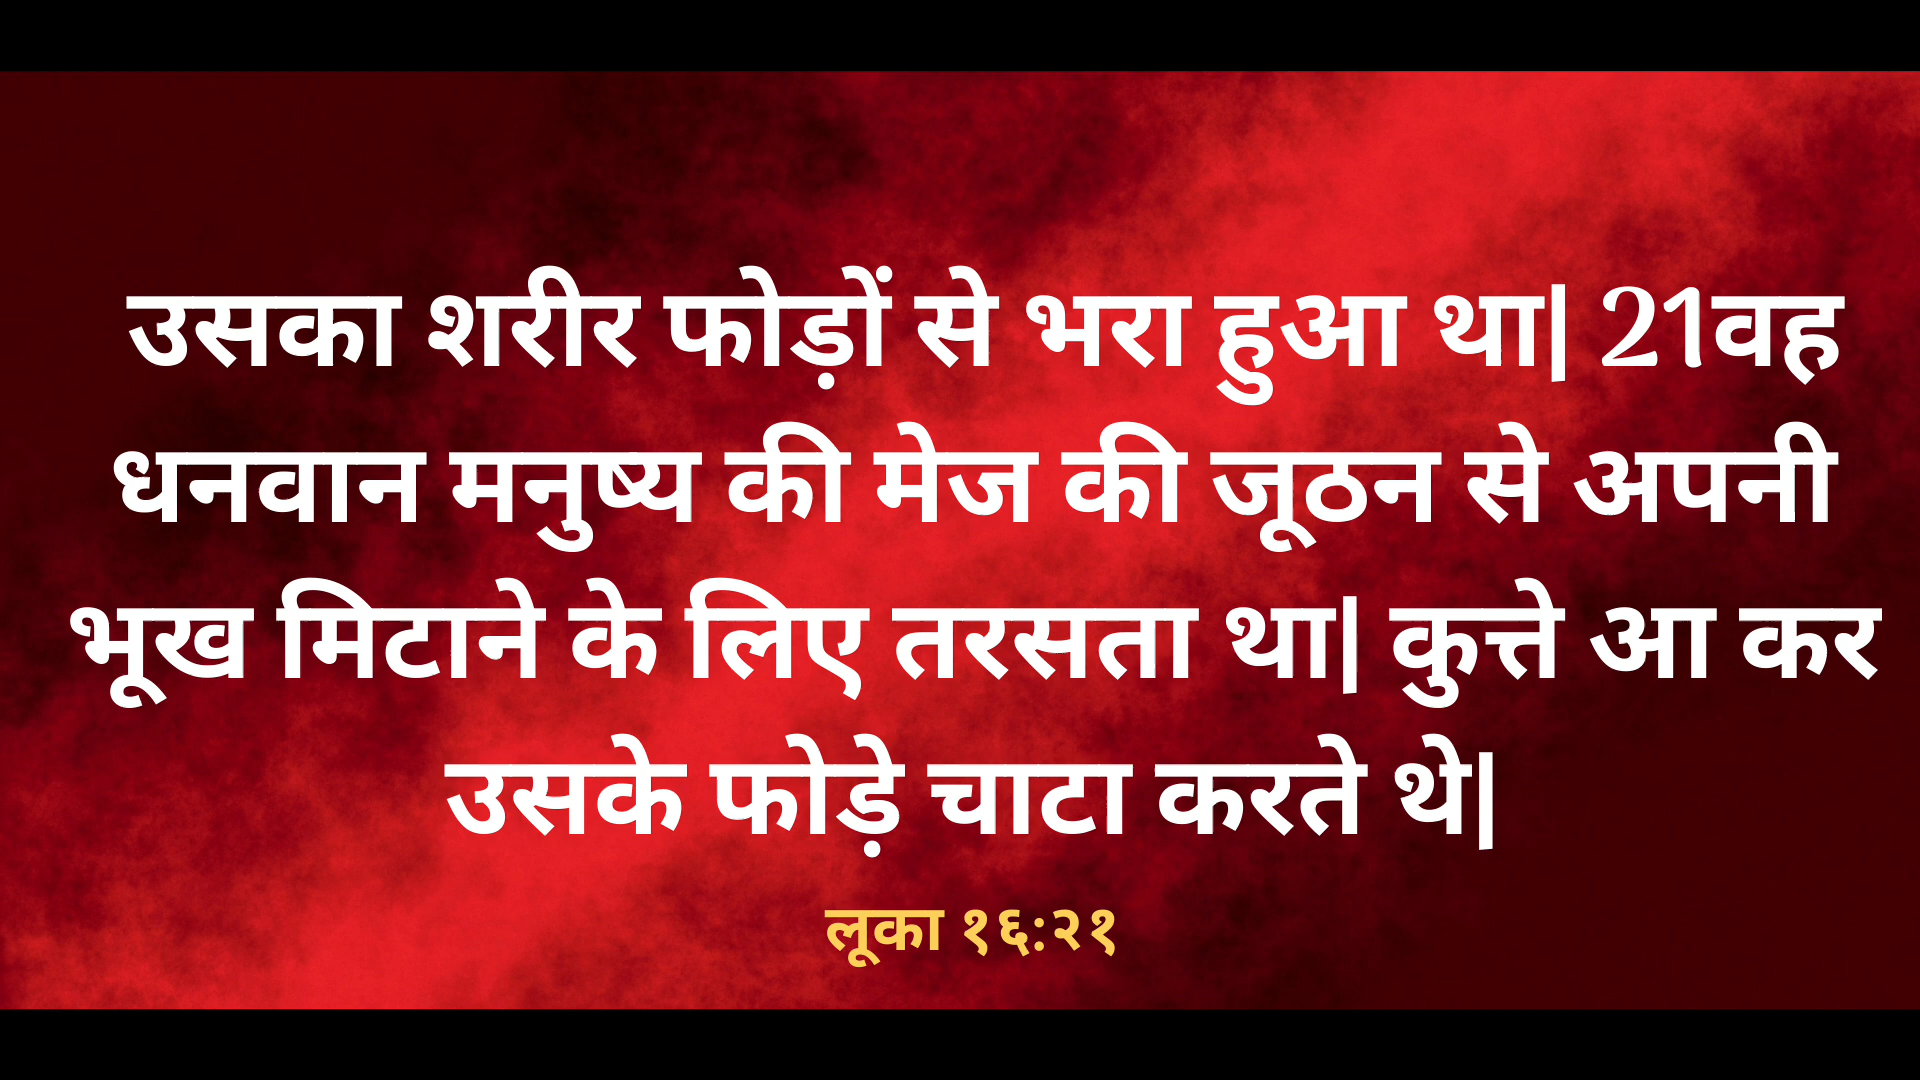 उसका शरीर फोड़ों से भरा हुआ था| 21वह
धनवान मनुष्य की मेज की जूठन से अपनी
भूख मिटाने के लिए तरसता था| कुत्ते आ कर
उसके फोड़े चाटा करते थे|
लूका १६:२१